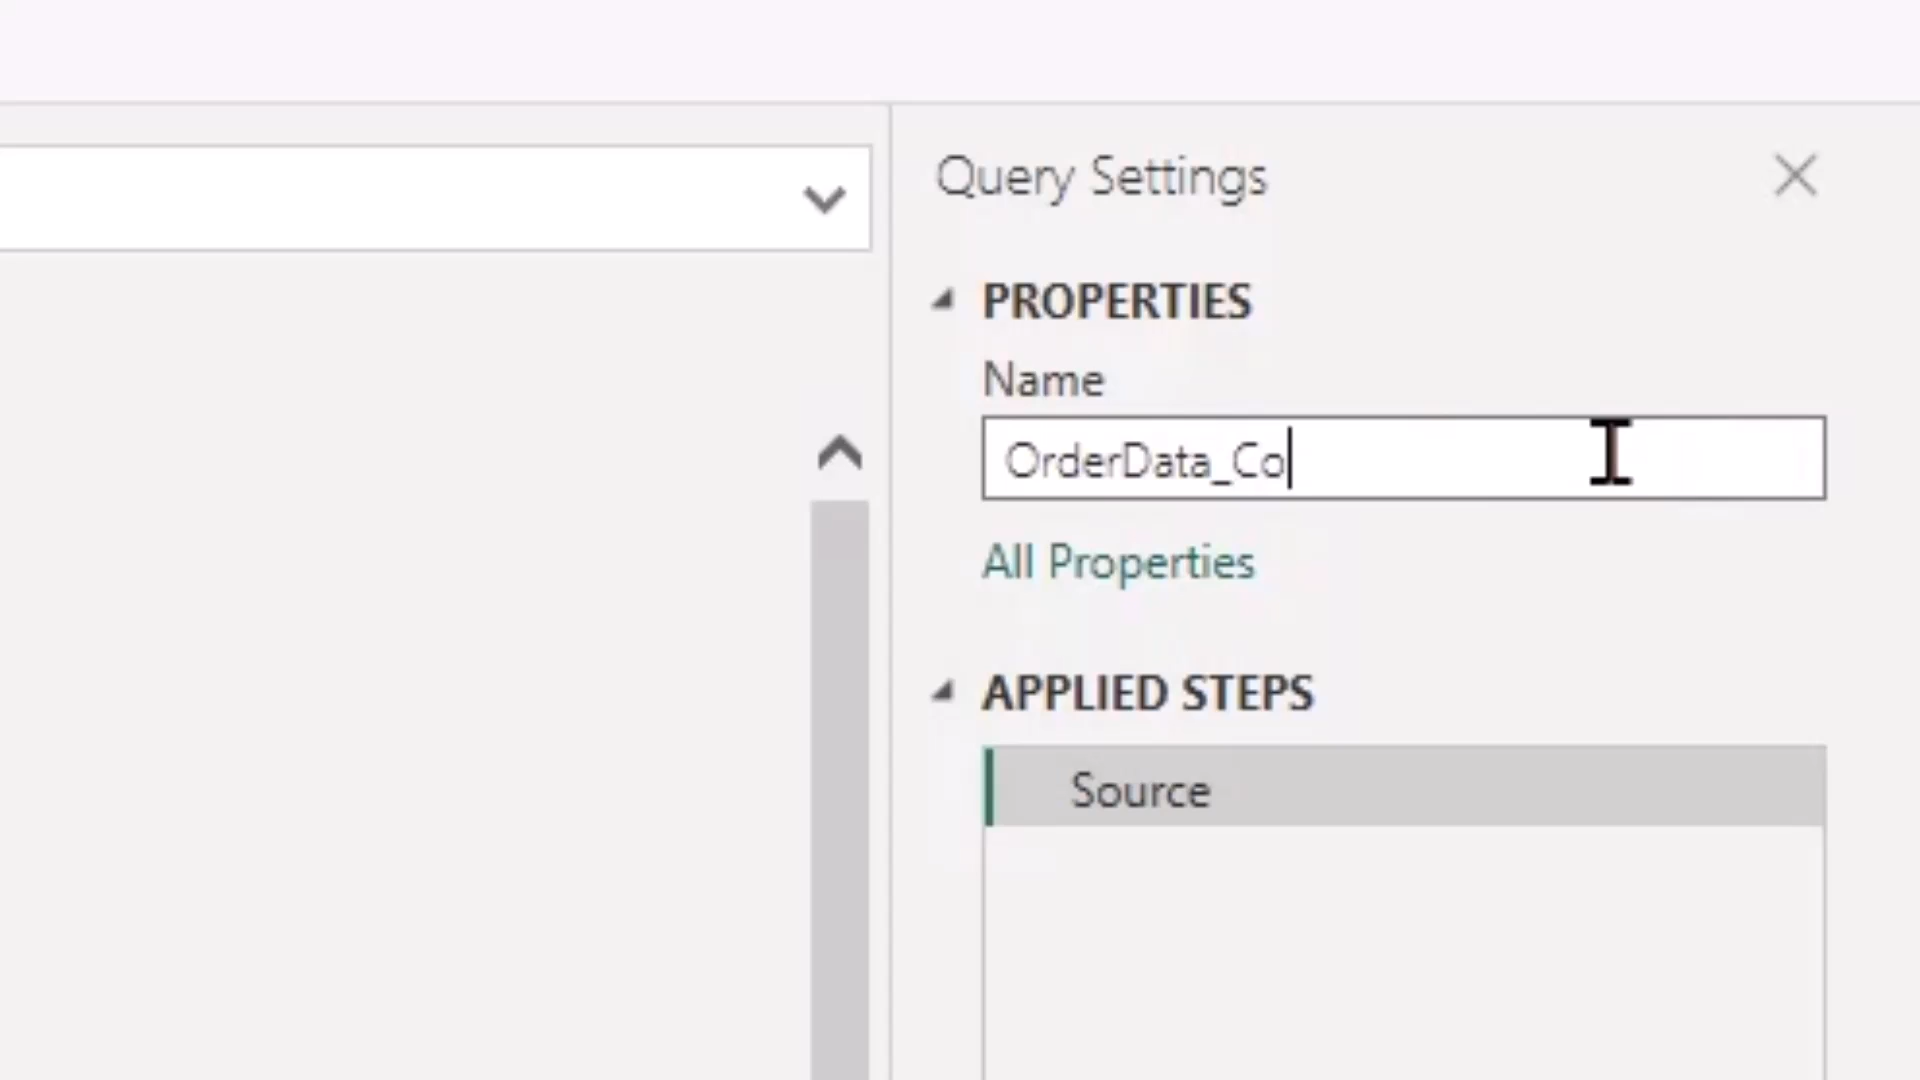 Query Settings
PROPERTIES
Name
OrderData_Co
All Properties
APPLIED STEPS
Source